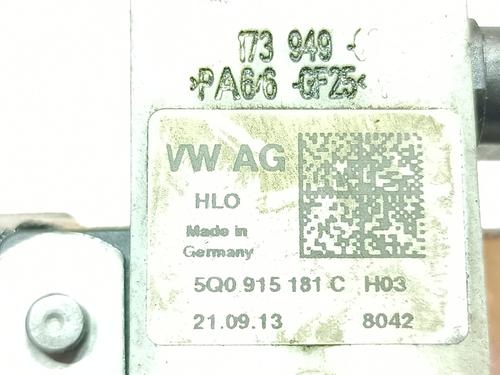 173 949
>PA6/6-GF25<
VW AG
HLO
Made in
Germany
5Q0 915 181 C H03
21.09.13 8042